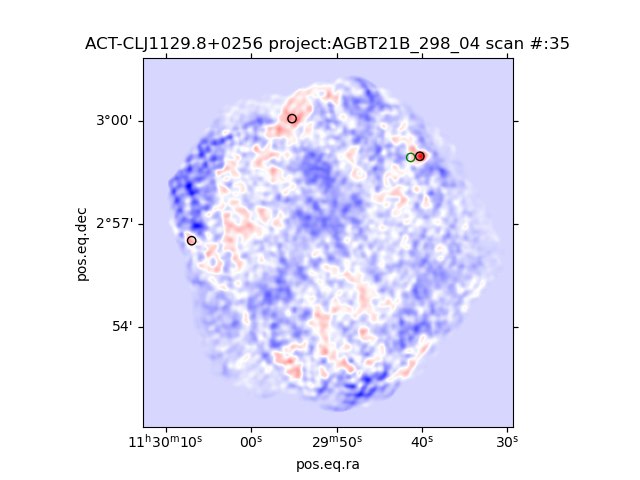 ACT-CLJ1129.8+0256 project:AGBT21B_298_04 scan #:35
3°00'
2°57'
54'
pos.eq.dec
11ʰ30ᵐ10ˢ 00ˢ 29ᵐ50ˢ 40ˢ 30ˢ
pos.eq.ra